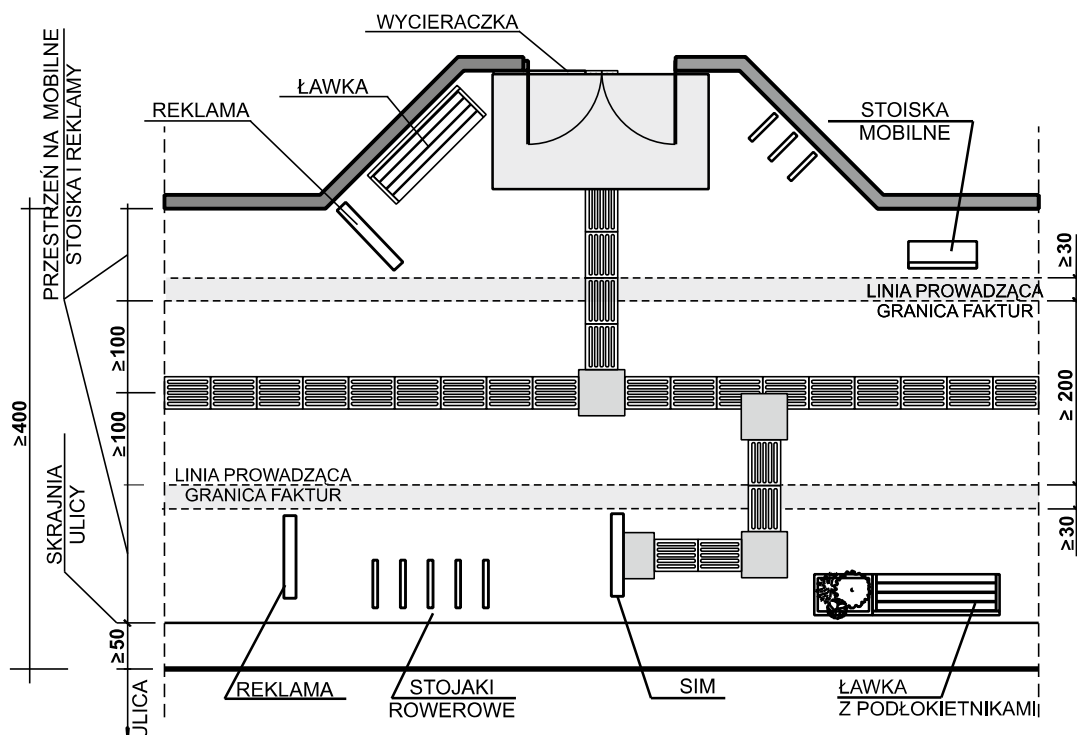 WYCIERACZKA
ŁAWKA
REKLAMA
STOISKA
MOBILNE
PRZESTRZEŃ NA MOBILNE
STOISKA I REKLAMY
≥30
LINIA PROWADZĄCA
GRANICA FAKTUR
≥100
≥400
≥100
≥200
LINIA PROWADZĄCA
GRANICA FAKTUR
SKRAJNIA
ULICY
≥30
≥50
ULICA
REKLAMA
STOJAKI
ROWEROWE
SIM
ŁAWKA
Z PODŁOKIETNIKAMI